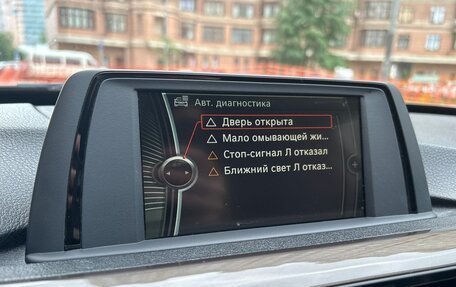 Авт. диагностика
Дверь открыта
Мало омывающей жи...
Стоп-сигнал Л отказал
Ближний свет Л отказ...